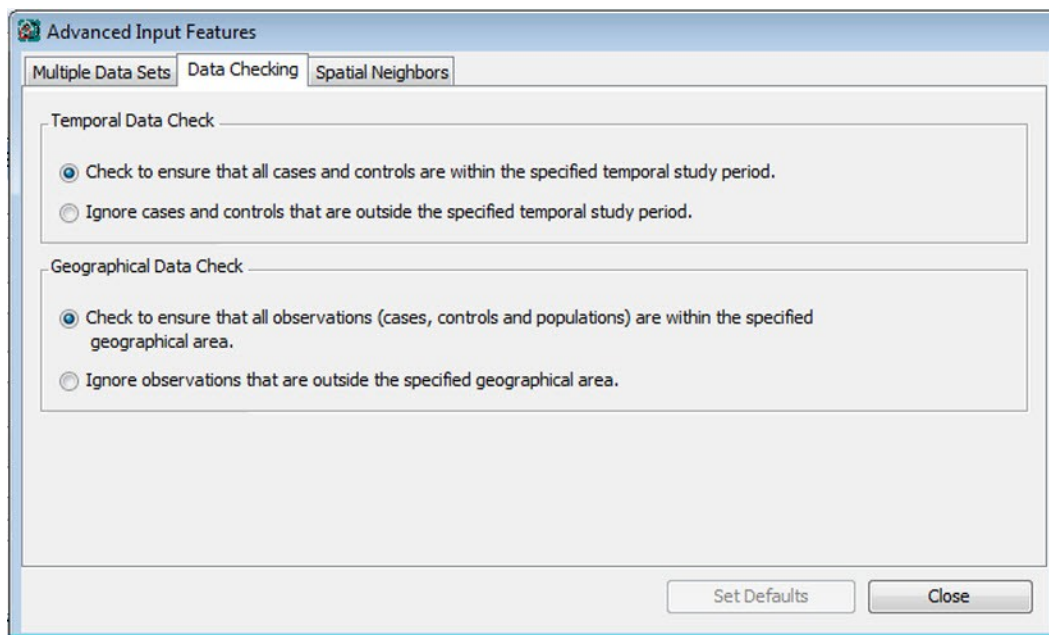 Advanced Input Features
Multiple Data Sets
Data Checking
Spatial Neighbors
Temporal Data Check
Check to ensure that all cases and controls are within the specified temporal study period.
Ignore cases and controls that are outside the specified temporal study period.
Geographical Data Check
Check to ensure that all observations (cases, controls and populations) are within the specified
geographical area.
Ignore observations that are outside the specified geographical area.
Set Defaults
Close